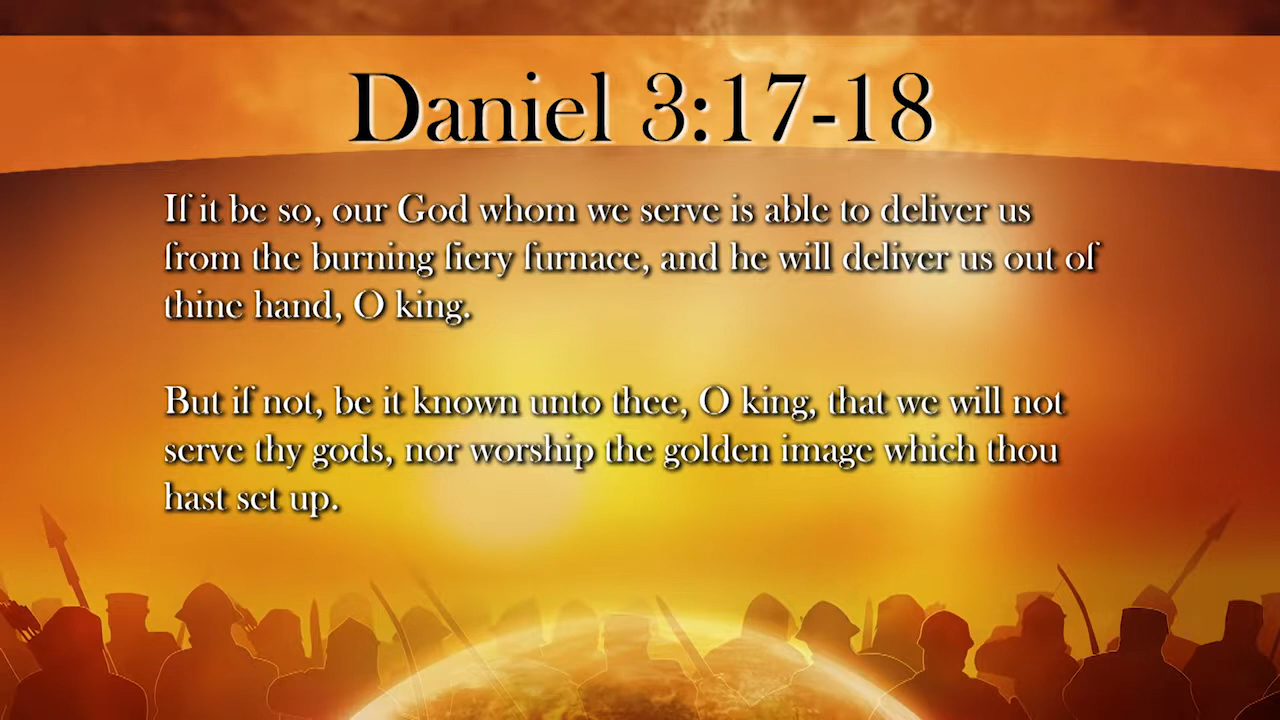 Daniel 3:17-18
If it be so, our God whom we serve is able to deliver us
from the burning fiery furnace, and he will deliver us out of
thine hand, O king.
But if not, be it known unto thee, O king, that we will not
serve thy gods, nor worship the golden image which thou
hast set up.